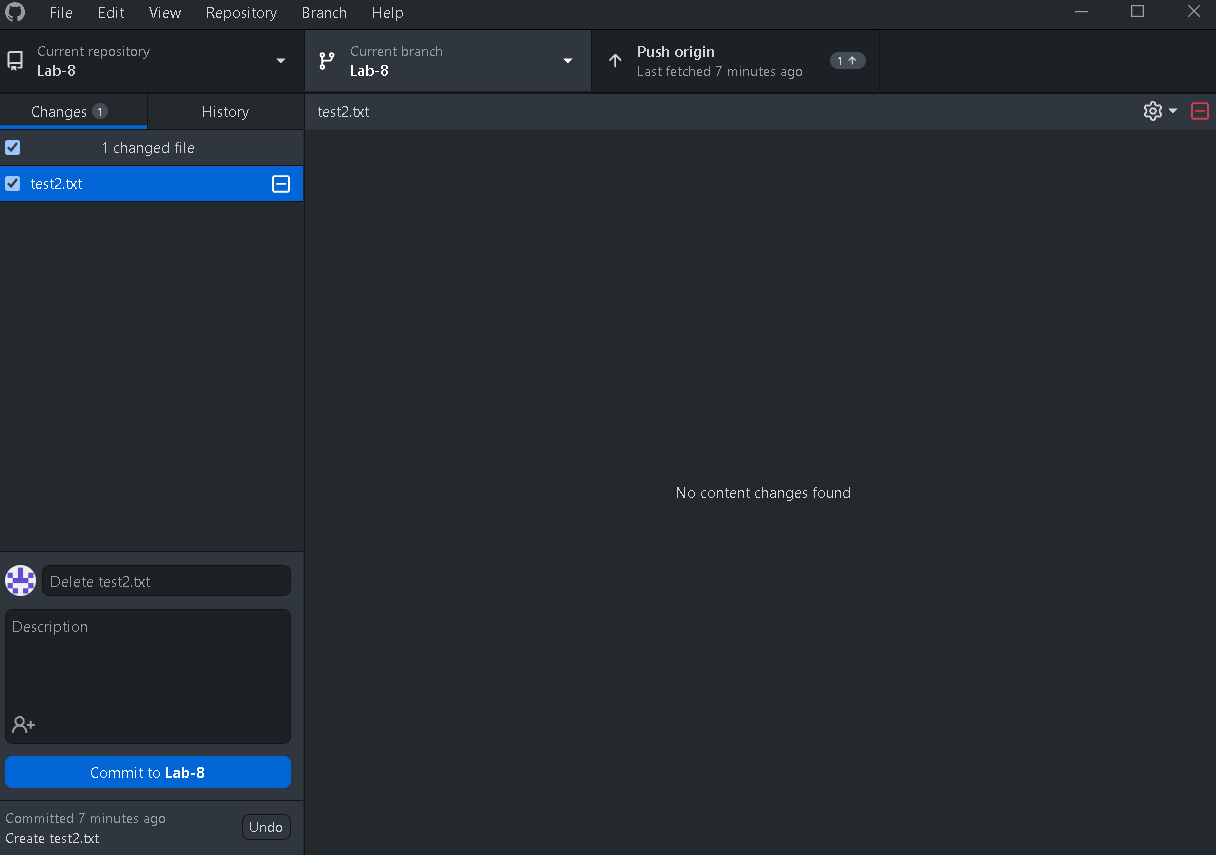 File Edit View Repository Branch Help
Current repository
Lab-8
Current branch
Lab-8
Push origin
Last fetched 7 minutes ago
1
Changes 1
History
test2.txt
1 changed file
test2.txt
No content changes found
Delete test2.txt
Description
Commit to Lab-8
Committed 7 minutes ago
Create test2.txt
Undo